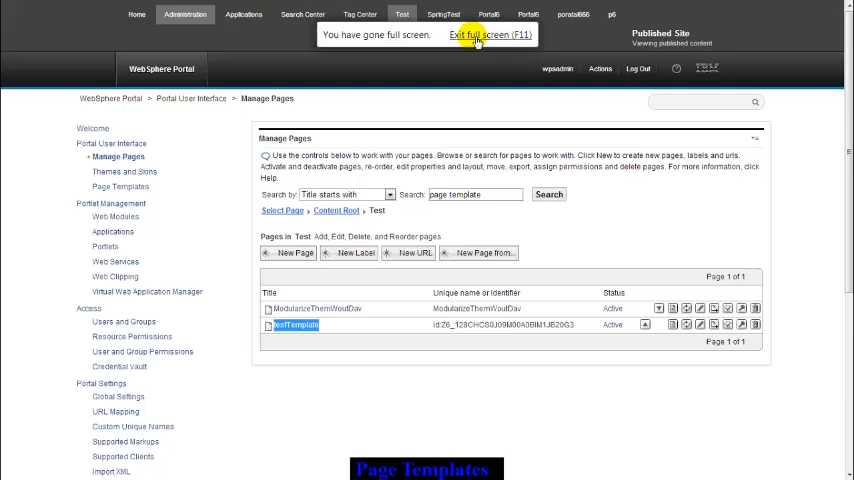 Home Administration Applications Search Center Tag Center Test SpringTest Portal6 Portal6 poratal666 p6
You have gone full screen. Exit full screen (F11)
Published Site
Viewing published content
WebSphere Portal wpsadmin Actions Log Out ? IBM
WebSphere Portal Portal User Interface Manage Pages
Welcome
Portal User Interface
Manage Pages
Themes and Skins
Page Templates
Portlet Management
Web Modules
Applications
Portlets
Web Services
Web Clipping
Virtual Web Application Manager
Access
Users and Groups
Resource Permissions
User and Group Permissions
Credential Vault
Portal Settings
Global Settings
URL Mapping
Custom Unique Names
Supported Markups
Supported Clients
Import XML
Manage Pages
Use the controls below to work with your pages. Browse or search for pages to work with. Click New to create new pages, labels and urls.
Activate and deactivate pages, re-order, edit properties and layout, move, export, assign permissions and delete pages. For more information, click
Help.
Search by: Title starts with Search: page template Search
Select Page Content Root Test
Pages in Test Add, Edit, Delete, and Reorder pages
New Page New Label New URL New Page from...
Page 1 of 1
Title Unique name or Identifier Status
ModularizeThemWoutDav ModularizeThemWoutDav Active
testTemplate id:Z6_128CHCS0J09M00A0BIM1JB20G3 Active
Page 1 of 1
Page Templates